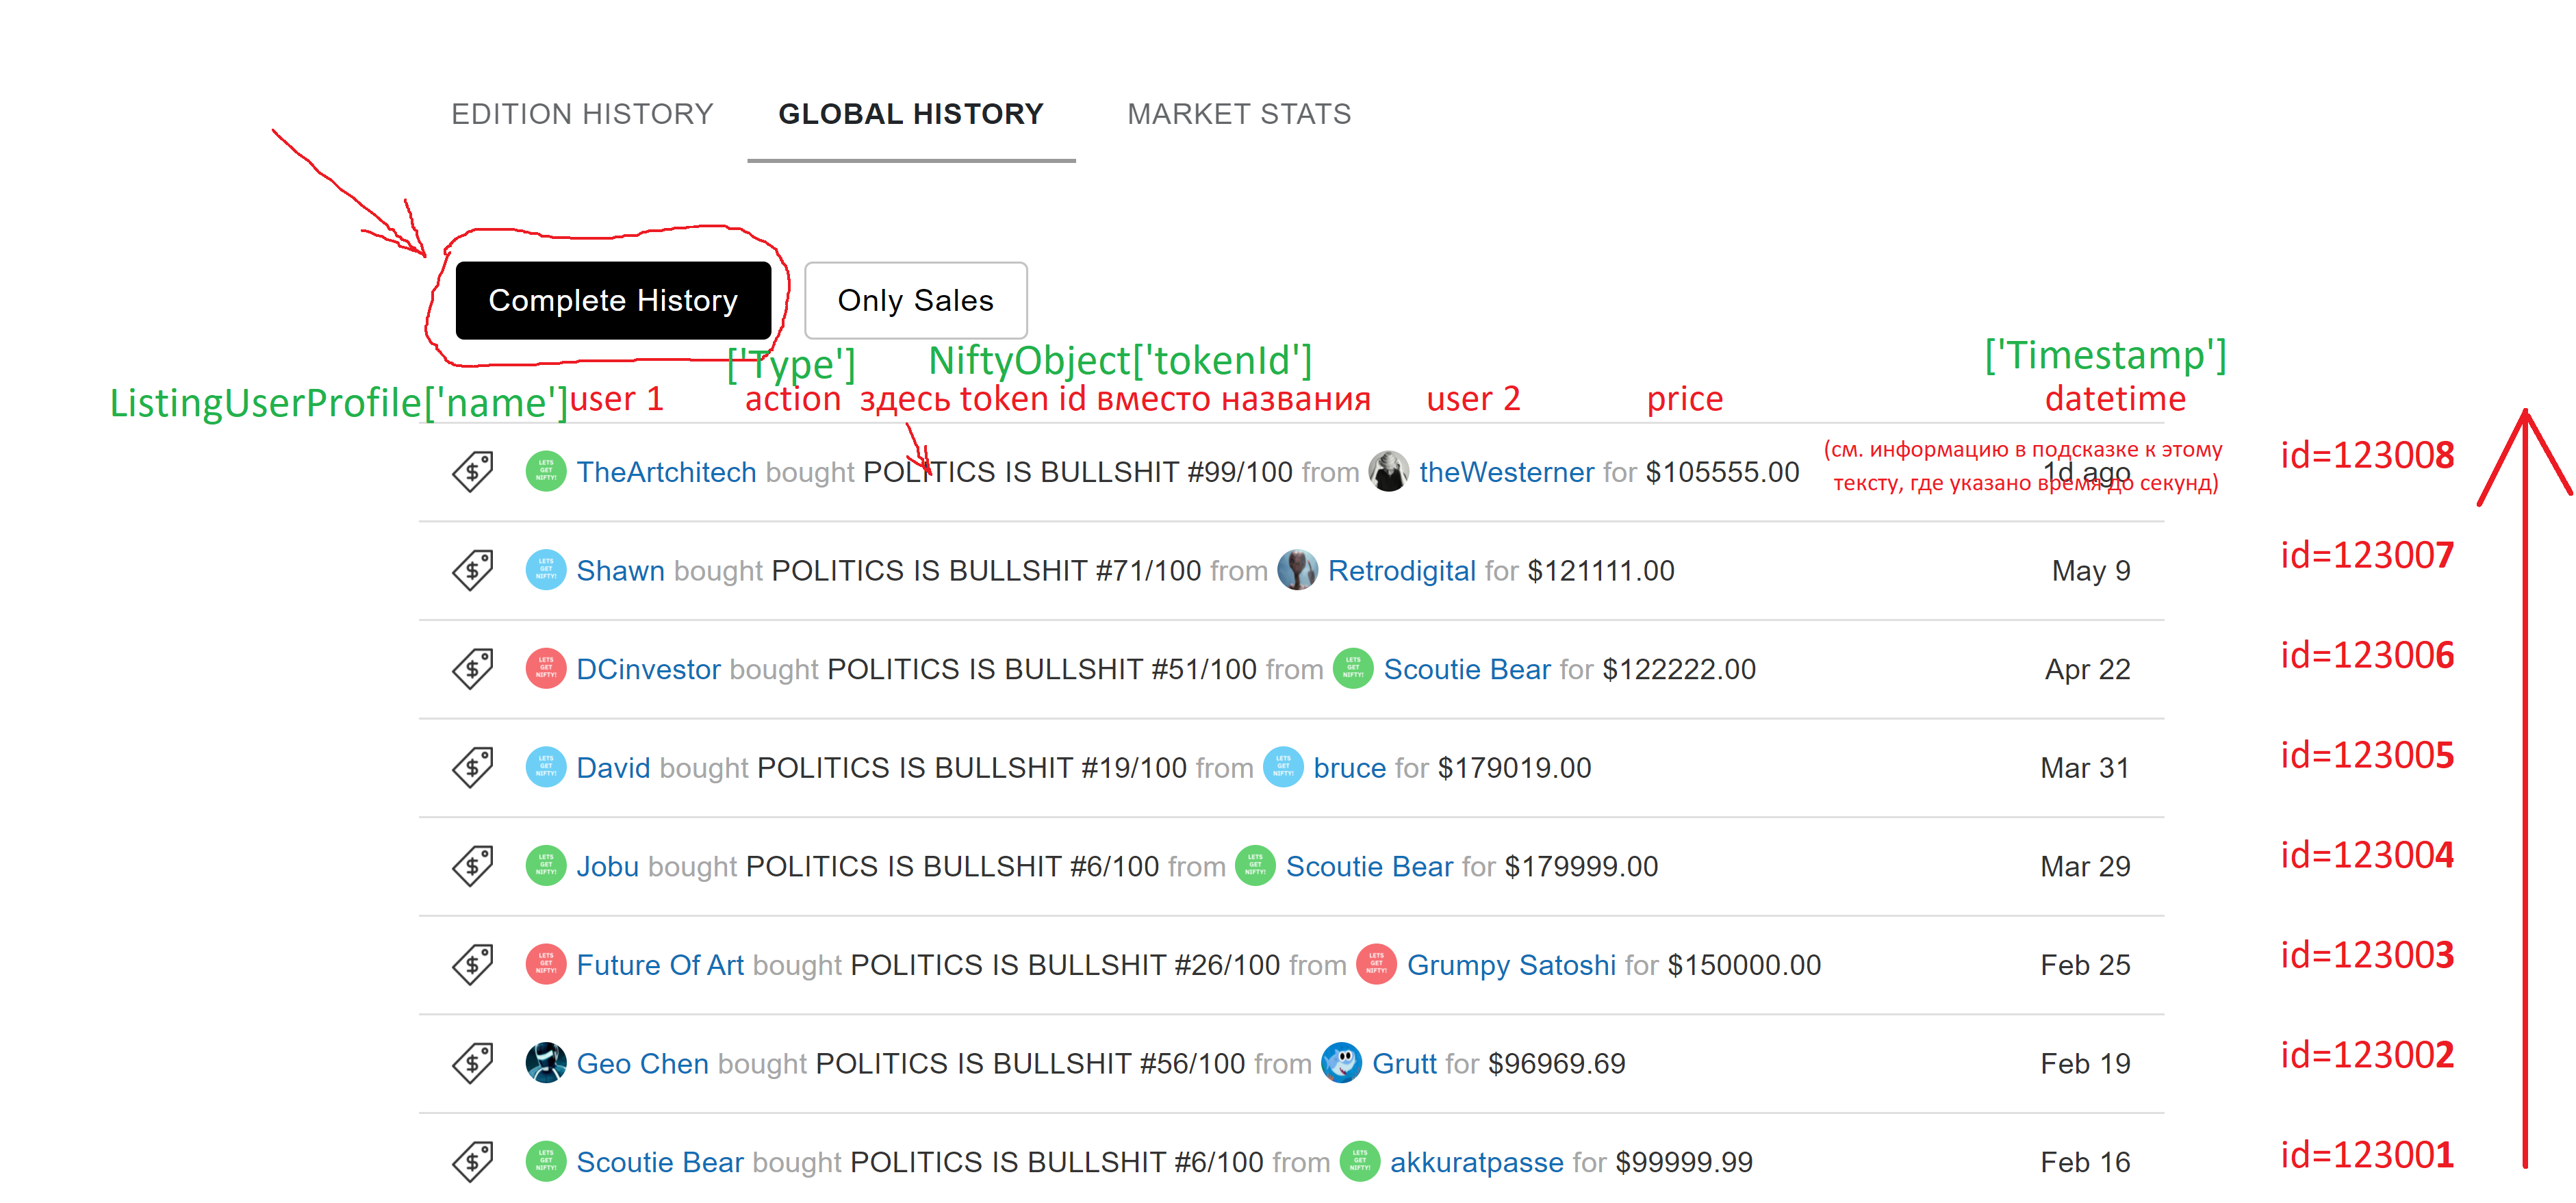 EDITION HISTORY GLOBAL HISTORY MARKET STATS
Complete History Only Sales
['Type'] NiftyObject['tokenId'] ['Timestamp']
ListingUserProfile['name'] user 1 action здесь token id вместо названия user 2 price datetime
(см. информацию в подсказке к этому
TheArtchitech bought POLITICS IS BULLSHIT #99/100 from theWesterner for $105555.00 1d ago id=123008
тексту, где указано время до секунд)
Shawn bought POLITICS IS BULLSHIT #71/100 from Retrodigital for $121111.00 May 9 id=123007
DCinvestor bought POLITICS IS BULLSHIT #51/100 from Scoutie Bear for $122222.00 Apr 22 id=123006
David bought POLITICS IS BULLSHIT #19/100 from bruce for $179019.00 Mar 31 id=123005
Jobu bought POLITICS IS BULLSHIT #6/100 from Scoutie Bear for $179999.00 Mar 29 id=123004
Future Of Art bought POLITICS IS BULLSHIT #26/100 from Grumpy Satoshi for $150000.00 Feb 25 id=123003
Geo Chen bought POLITICS IS BULLSHIT #56/100 from Grutt for $96969.69 Feb 19 id=123002
Scoutie Bear bought POLITICS IS BULLSHIT #6/100 from akkuratpasse for $99999.99 Feb 16 id=123001